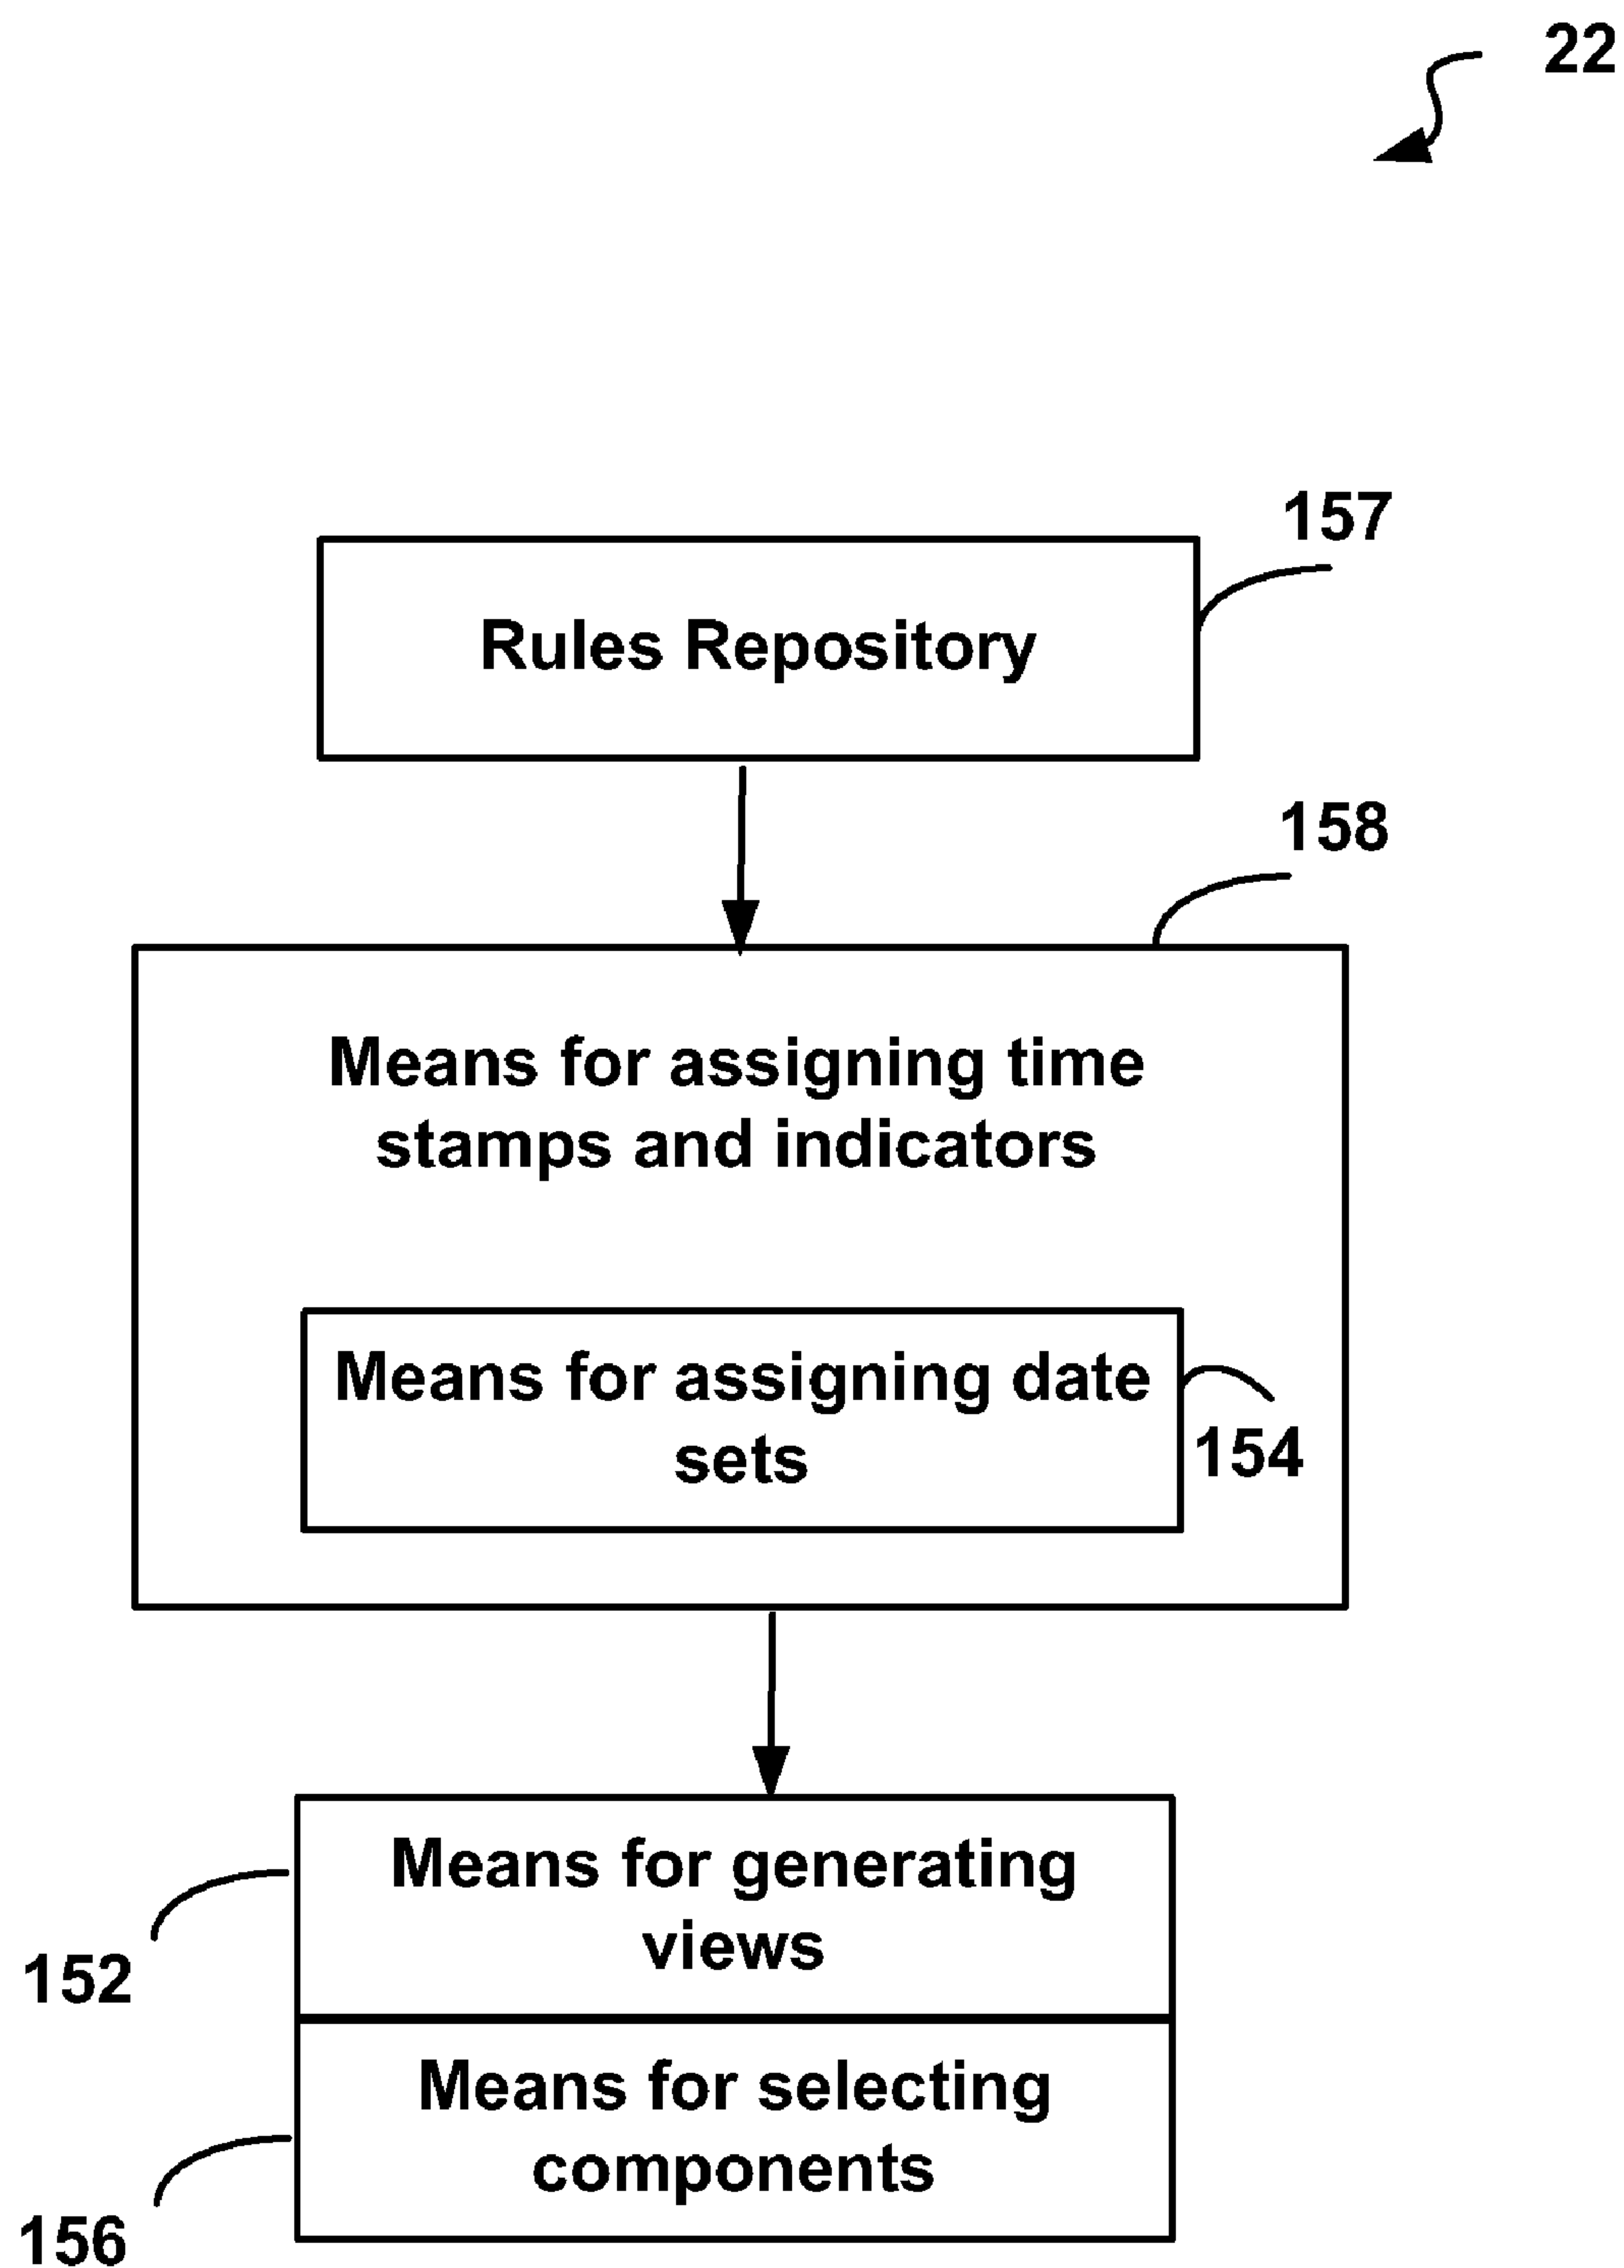 22
157
Rules Repository
158
Means for assigning time
stamps and indicators
Means for assigning date
sets
154
Means for generating
views
152
Means for selecting
components
156